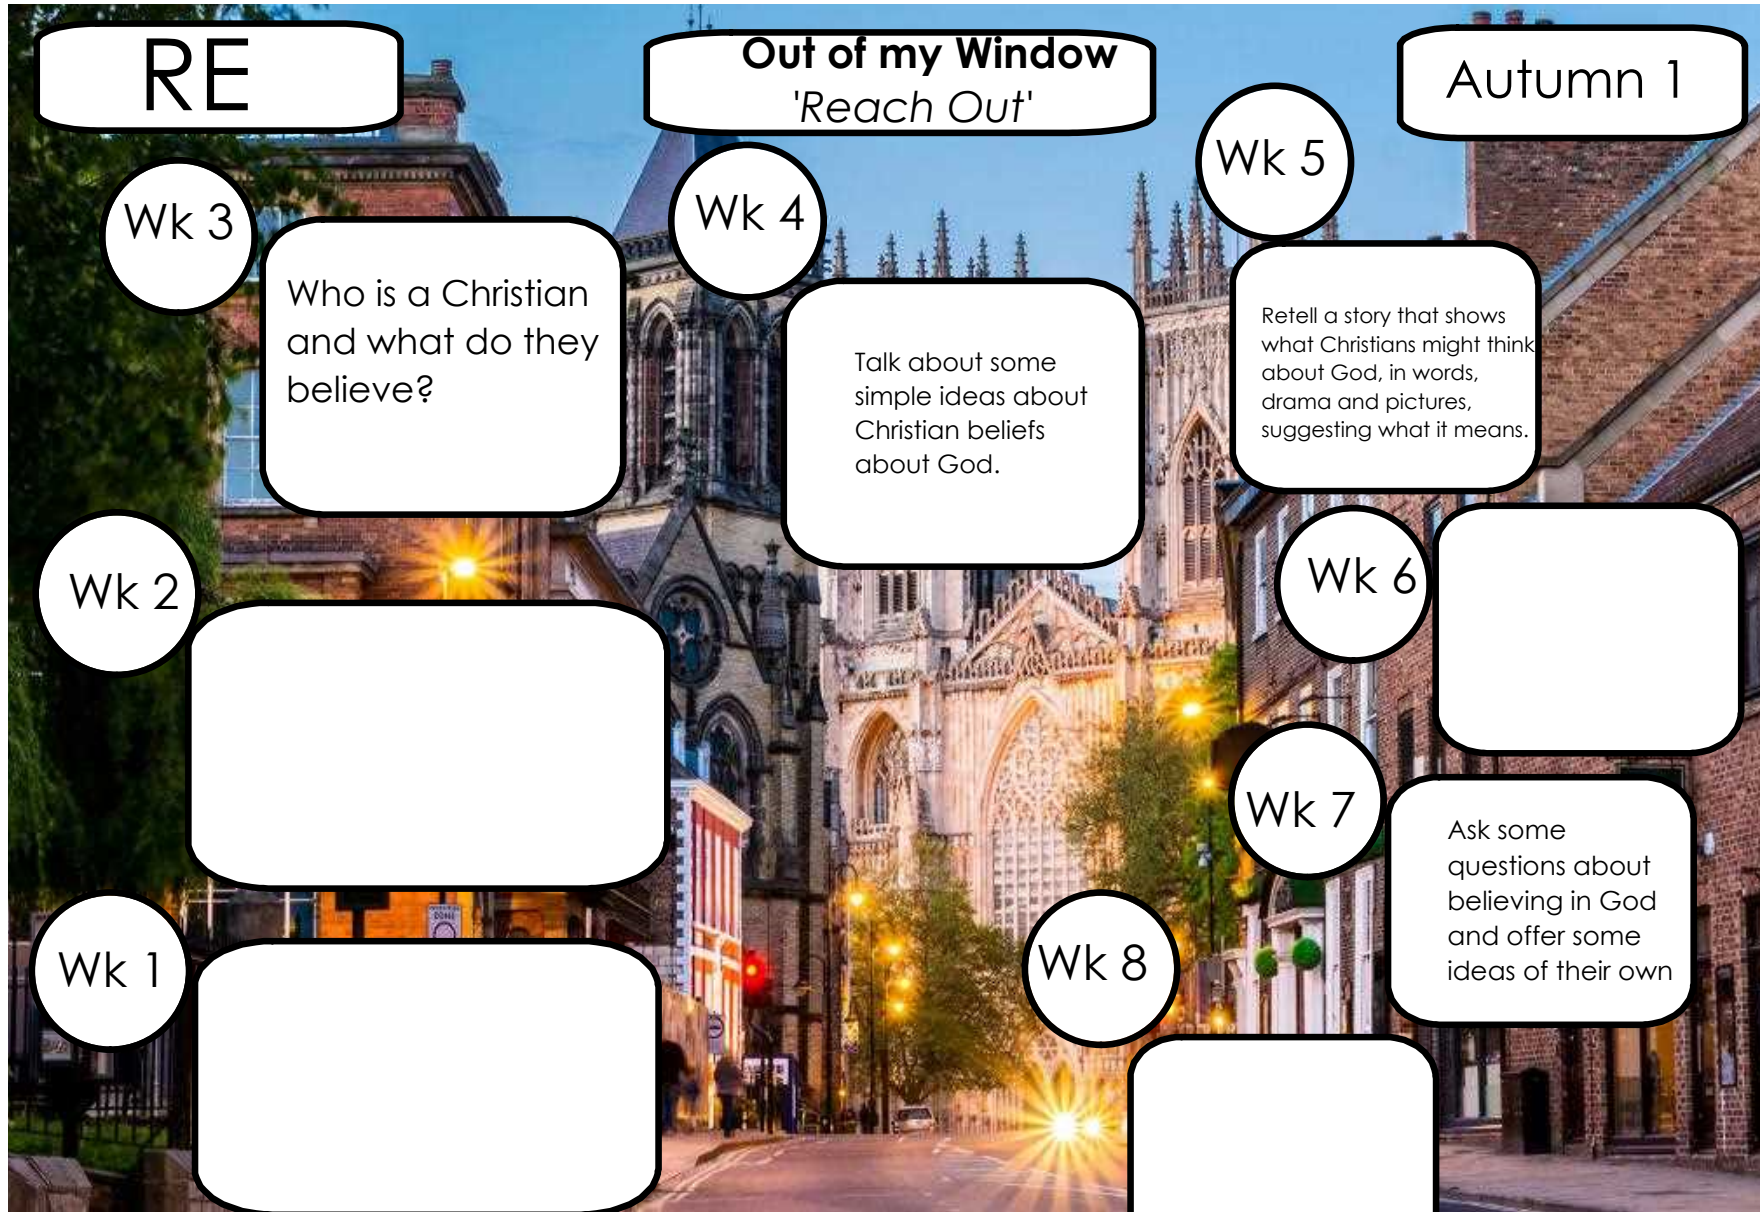 RE
Out of my Window
'Reach Out'
Autumn 1
Wk 3
Who is a Christian
and what do they
believe?
Wk 4
Talk about some
simple ideas about
Christian beliefs
about God.
Wk 5
Retell a story that shows
what Christians might think
about God, in words,
drama and pictures,
suggesting what it means.
Wk 2
Wk 6
Wk 7
Ask some
questions about
believing in God
and offer some
ideas of their own
Wk 1
Wk 8